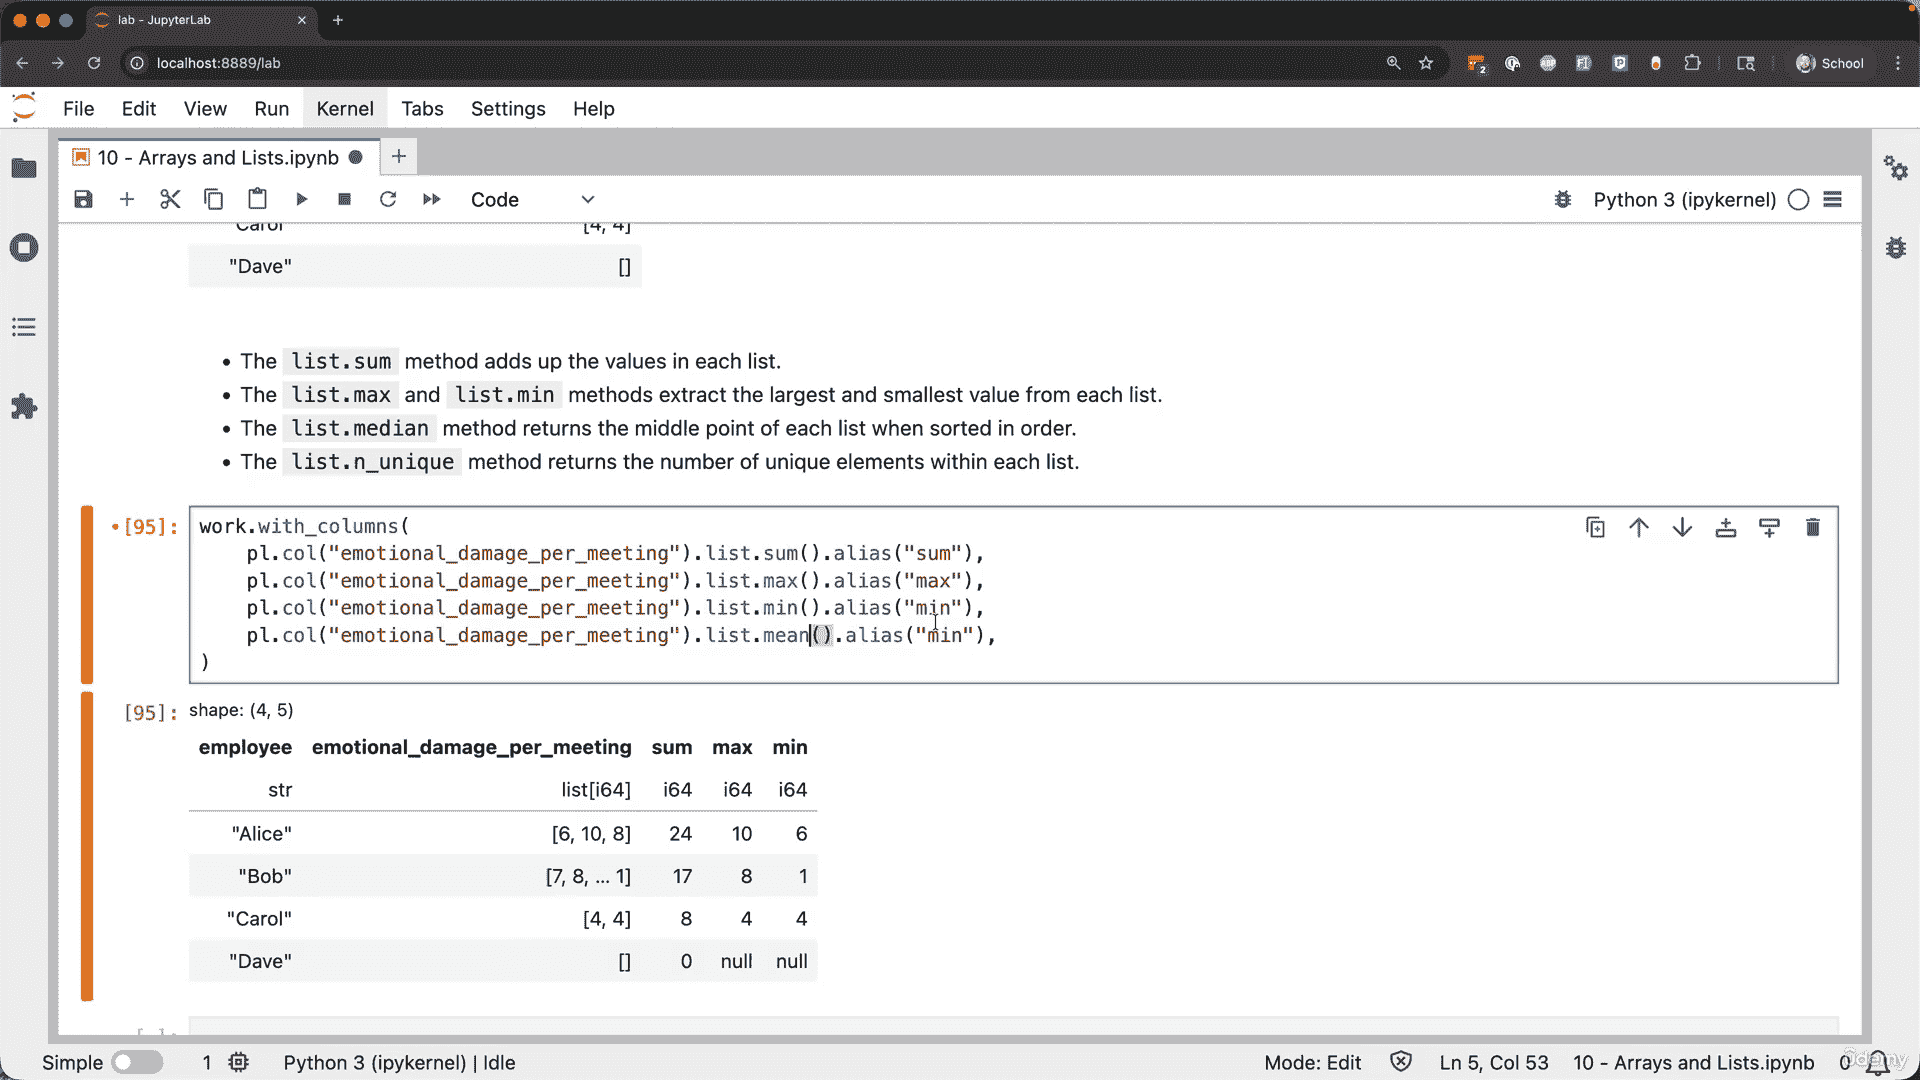 lab - JupyterLab
localhost:8889/lab
2
ABP
School
File Edit View Run Kernel Tabs Settings Help
10 - Arrays and Lists.ipynb
Code
Python 3 (ipykernel)
"Carol" [4, 4]
"Dave" []
• The list.sum method adds up the values in each list.
• The list.max and list.min methods extract the largest and smallest value from each list.
• The list.median method returns the middle point of each list when sorted in order.
• The list.n_unique method returns the number of unique elements within each list.
•[95]: work.with_columns(
pl.col("emotional_damage_per_meeting").list.sum().alias("sum"),
pl.col("emotional_damage_per_meeting").list.max().alias("max"),
pl.col("emotional_damage_per_meeting").list.min().alias("min"),
pl.col("emotional_damage_per_meeting").list.mean().alias("min"),
)
[95]: shape: (4, 5)
employee emotional_damage_per_meeting sum max min
str list[i64] i64 i64 i64
"Alice" [6, 10, 8] 24 10 6
"Bob" [7, 8, … 1] 17 8 1
"Carol" [4, 4] 8 4 4
"Dave" [] 0 null null
[ ]:
Simple 1 Python 3 (ipykernel) | Idle Mode: Edit Ln 5, Col 53 10 - Arrays and Lists.ipynb 0
Udemy